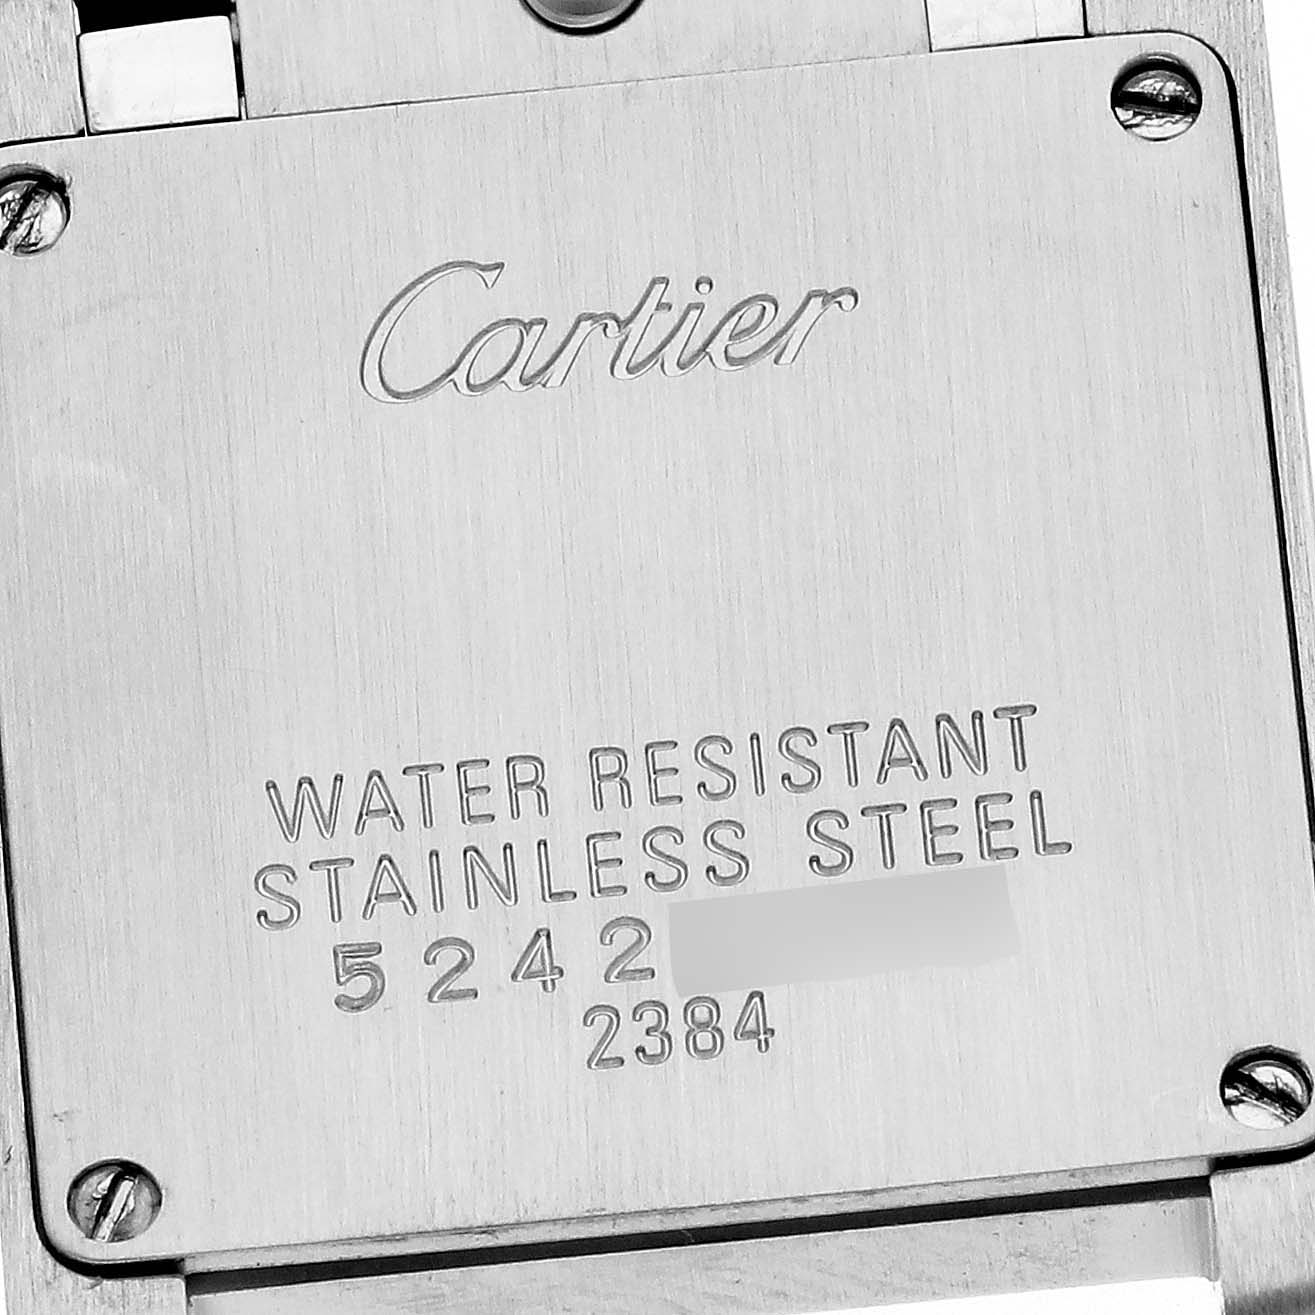 Cartier
WATER RESISTANT
STAINLESS STEEL
5242
2384